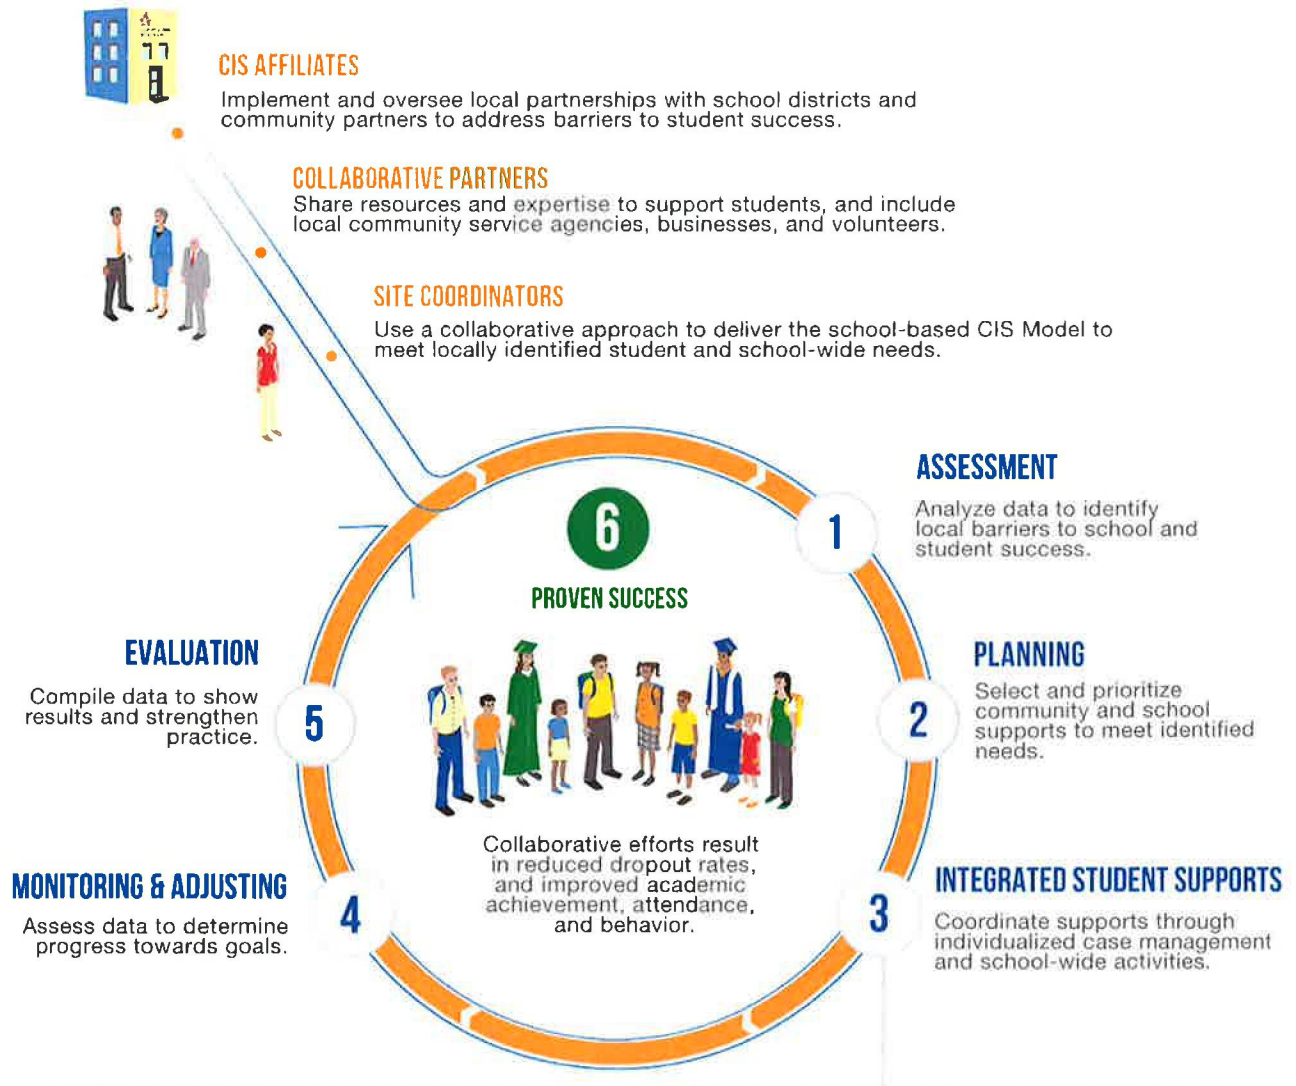 CIS AFFILIATES
Implement and oversee local partnerships with school districts and
community partners to address barriers to student success.
COLLABORATIVE PARTNERS
Share resources and expertise to support students, and include
local community service agencies, businesses, and volunteers.
SITE COORDINATORS
Use a collaborative approach to deliver the school-based CIS Model to
meet locally identified student and school-wide needs.
1
ASSESSMENT
Analyze data to identify
local barriers to school and
student success.
2
PLANNING
Select and prioritize
community and school
supports to meet identified
needs.
3
INTEGRATED STUDENT SUPPORTS
Coordinate supports through
individualized case management
and school-wide activities.
4
MONITORING & ADJUSTING
Assess data to determine
progress towards goals.
5
EVALUATION
Compile data to show
results and strengthen
practice.
6
PROVEN SUCCESS
Collaborative efforts result
in reduced dropout rates,
and improved academic
achievement, attendance,
and behavior.